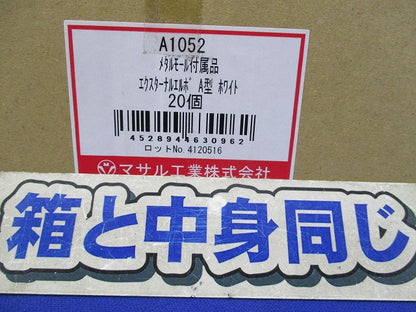 A1052
ﾒﾀﾙﾓｰﾙ付属品
ｴｸｽﾀｰﾅﾙｴﾙﾎﾞ A型 ﾎﾜｲﾄ
20個
4528944630962
ロットNo. 4120516
マサル工業株式会社
箱と中身同じ